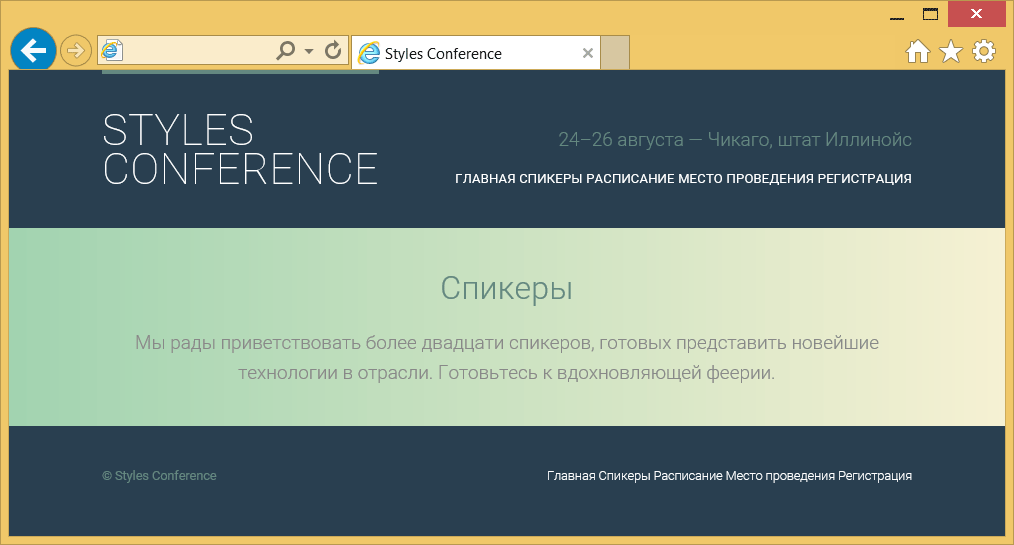 Styles Conference
STYLES
CONFERENCE
24–26 августа — Чикаго, штат Иллинойс
ГЛАВНАЯ СПИКЕРЫ РАСПИСАНИЕ МЕСТО ПРОВЕДЕНИЯ РЕГИСТРАЦИЯ
Спикеры
Мы рады приветствовать более двадцати спикеров, готовых представить новейшие
технологии в отрасли. Готовьтесь к вдохновляющей феерии.
© Styles Conference
Главная Спикеры Расписание Место проведения Регистрация